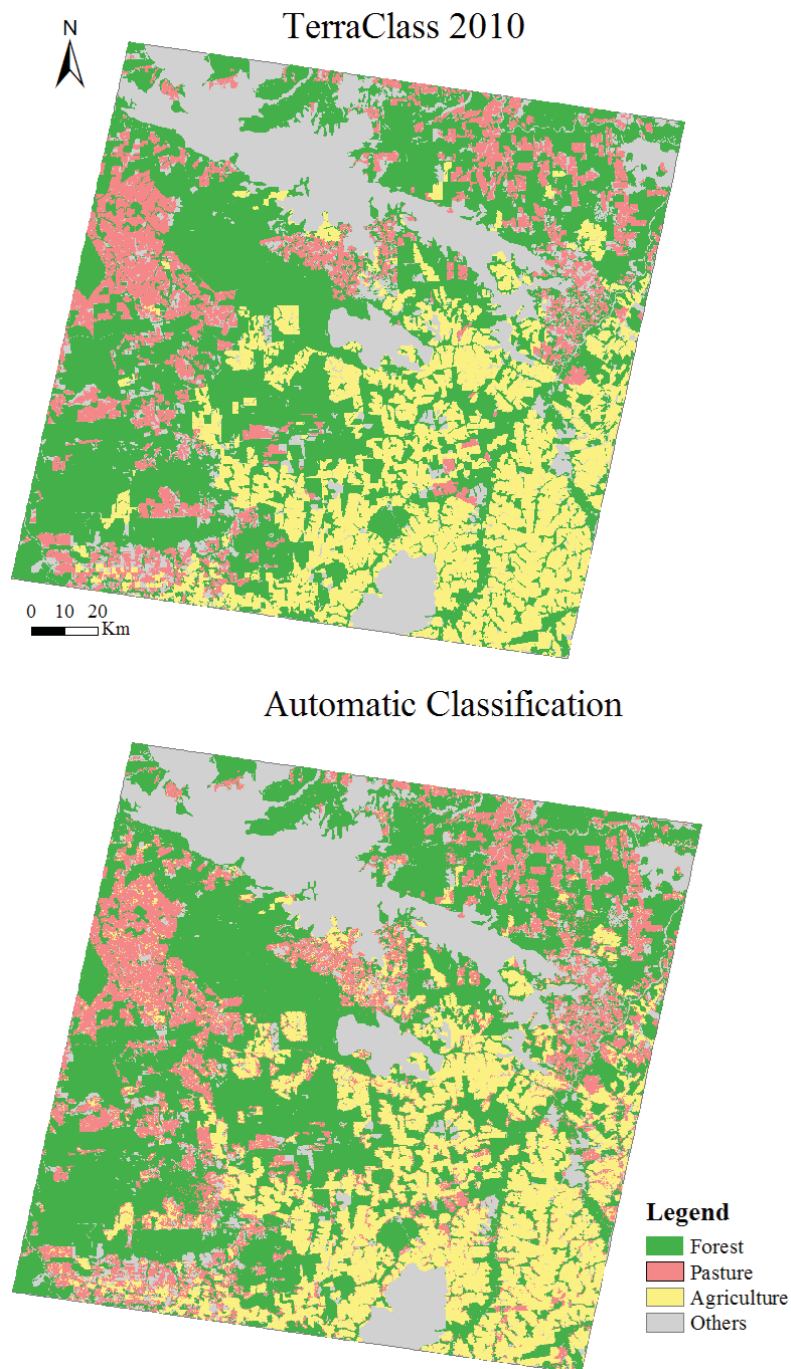 TerraClass 2010
N
0 10 20
Km
Automatic Classification
Legend
Forest
Pasture
Agriculture
Others